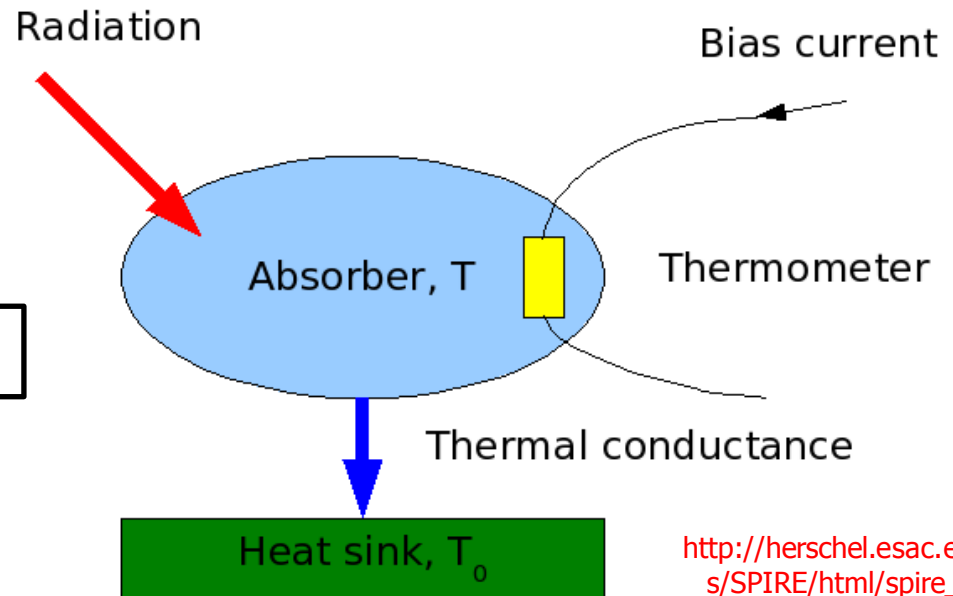 Radiation
Bias current
Absorber, T
Thermometer
Thermal conductance
Heat sink, T₀
http://herschel.esac.e
s/SPIRE/html/spire_